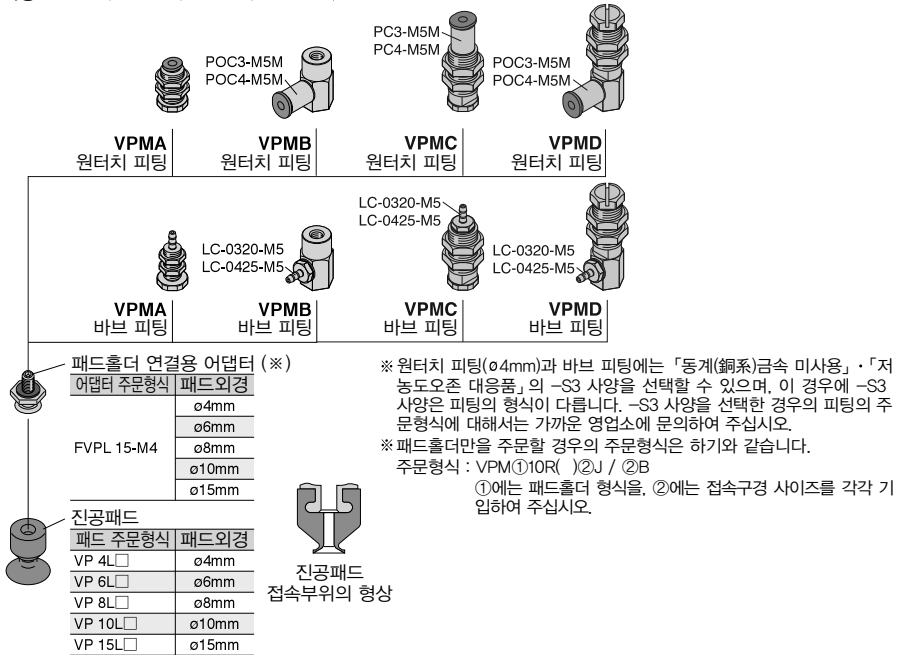 PC3-M5M
PC4-M5M
POC3-M5M
POC4-M5M
POC3-M5M
POC4-M5M
VPMA
원터치 피팅
VPMB
원터치 피팅
VPMC
원터치 피팅
VPMD
원터치 피팅
LC-0320-M5
LC-0425-M5
LC-0320-M5
LC-0425-M5
LC-0320-M5
LC-0425-M5
VPMA
바브 피팅
VPMB
바브 피팅
VPMC
바브 피팅
VPMD
바브 피팅
패드홀더 연결용 어댑터 (※)
어댑터 주문형식 패드외경
ø4mm
ø6mm
FVPL 15-M4 ø8mm
ø10mm
ø15mm
진공패드
패드 주문형식 패드외경
VP 4L□ ø4mm
VP 6L□ ø6mm
VP 8L□ ø8mm
VP 10L□ ø10mm
VP 15L□ ø15mm
진공패드
접속부위의 형상
※ 원터치 피팅(ø4mm)과 바브 피팅에는 「동계(銅系)금속 미사용」·「저
농도오존 대응품」의 -S3 사양을 선택할 수 있으며, 이 경우에 -S3
사양은 피팅의 형식이 다릅니다. -S3 사양을 선택한 경우의 피팅의 주
문형식에 대해서는 가까운 영업소에 문의하여 주십시오.
※ 패드홀더만을 주문할 경우의 주문형식은 하기와 같습니다.
주문형식 : VPM①10R( )②J / ②B
①에는 패드홀더 형식을, ②에는 접속구경 사이즈를 각각 기
입하여 주십시오.